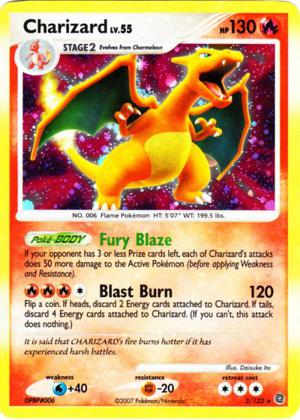 Charizard LV.55
HP 130
STAGE2 Evolves from Charmeleon
NO. 006 Flame Pokémon HT: 5'07" WT: 199.5 lbs.
Poké-BODY Fury Blaze
If your opponent has 3 or less Prize cards left, each of Charizard's attacks
does 50 more damage to the Active Pokémon (before applying Weakness
and Resistance).
Blast Burn 120
Flip a coin. If heads, discard 2 Energy cards attached to Charizard. If tails,
discard 4 Energy cards attached to Charizard. (If you can't, this attack
does nothing.)
Illus. Daisuke Ito
It is said that CHARIZARD's fire burns hotter if it has
experienced harsh battles.
weakness resistance retreat cost
+40 -20
DPBP#006 ©2007 Pokémon/Nintendo 3/132